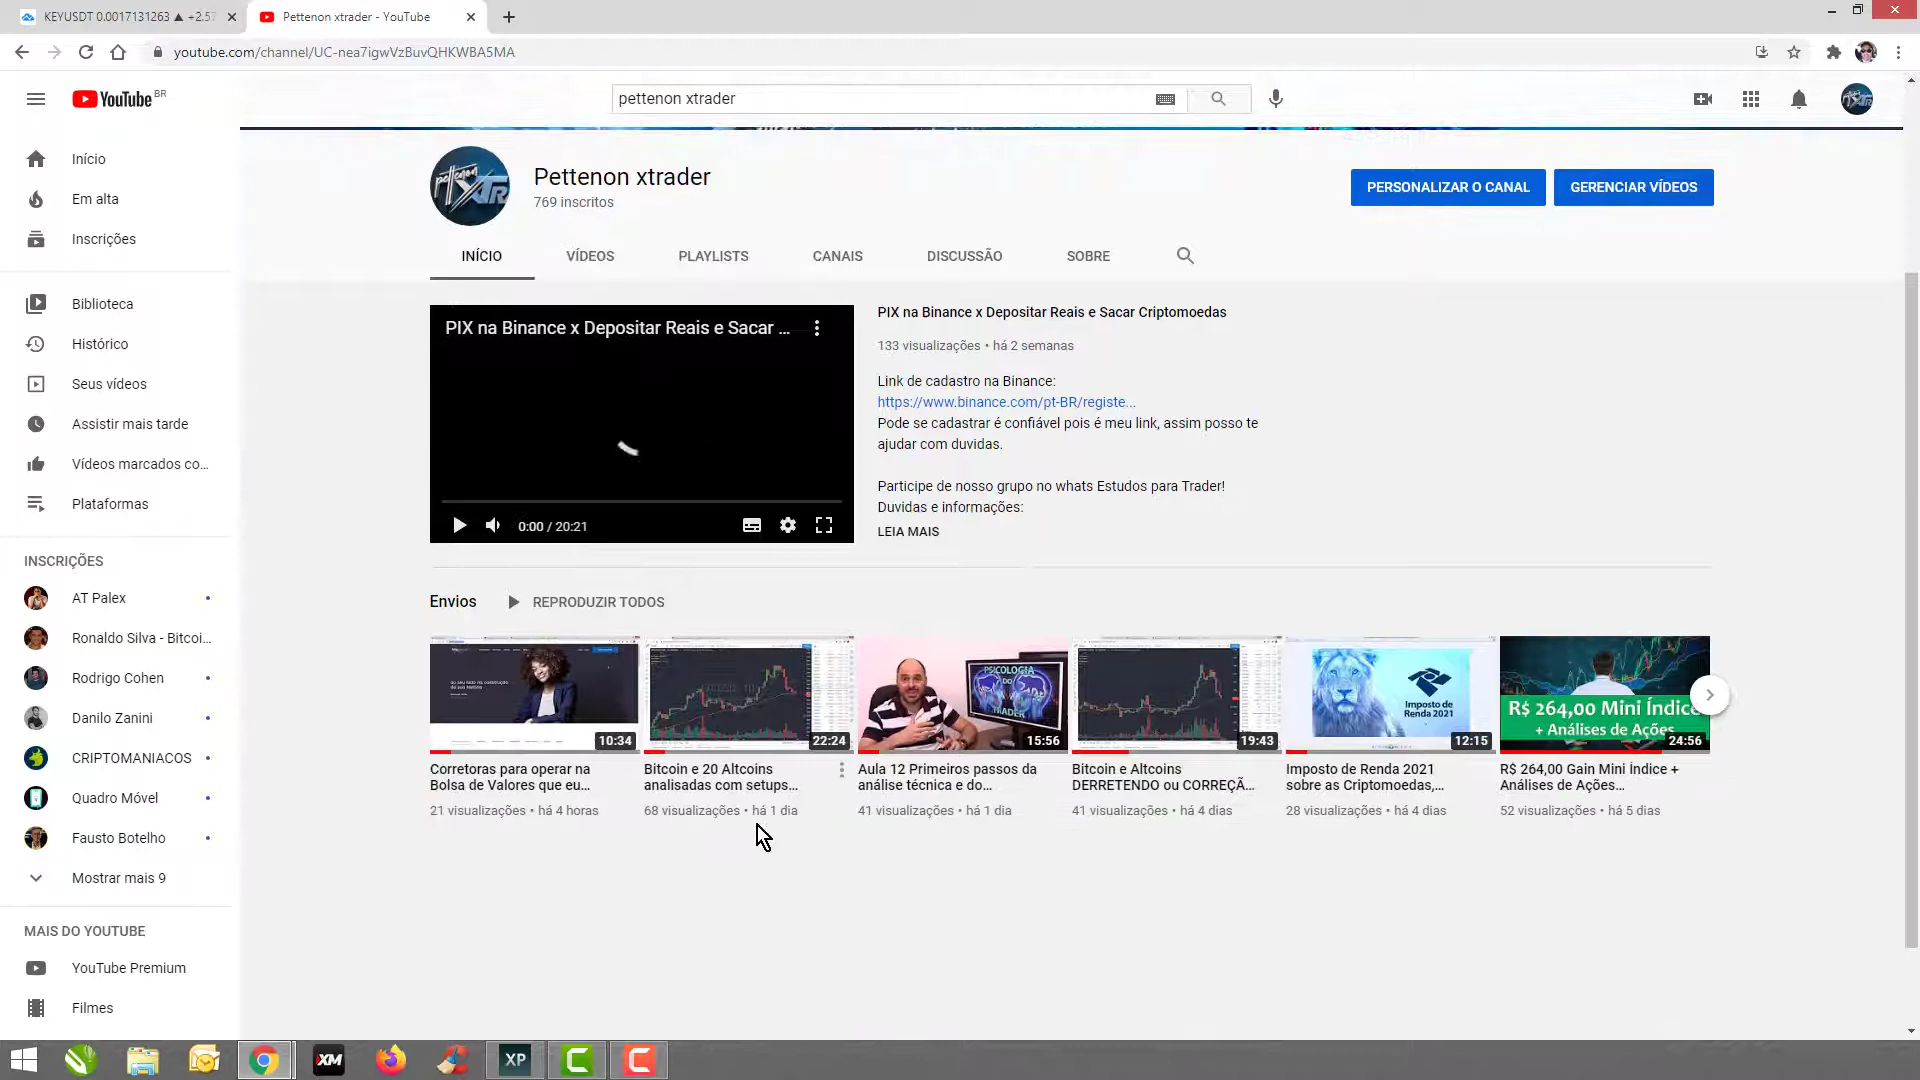 KEYUSDT 0.0017131263 ▲ +2.57
Pettenon xtrader - YouTube
youtube.com/channel/UC-nea7igwVzBuvQHKWBA5MA
YouTube BR
pettenon xtrader
Início
Em alta
Inscrições
Biblioteca
Histórico
Seus vídeos
Assistir mais tarde
Vídeos marcados co...
Plataformas
INSCRIÇÕES
AT Palex
Ronaldo Silva - Bitcoi...
Rodrigo Cohen
Danilo Zanini
CRIPTOMANIACOS
Quadro Móvel
Fausto Botelho
Mostrar mais 9
MAIS DO YOUTUBE
YouTube Premium
Filmes
pettenon
XTR
Pettenon xtrader
769 inscritos
PERSONALIZAR O CANAL
GERENCIAR VÍDEOS
INÍCIO
VÍDEOS
PLAYLISTS
CANAIS
DISCUSSÃO
SOBRE
PIX na Binance x Depositar Reais e Sacar ...
0:00 / 20:21
PIX na Binance x Depositar Reais e Sacar Criptomoedas
133 visualizações • há 2 semanas
Link de cadastro na Binance:
https://www.binance.com/pt-BR/registe...
Pode se cadastrar é confiável pois é meu link, assim posso te
ajudar com duvidas.
Participe de nosso grupo no whats Estudos para Trader!
Duvidas e informações:
LEIA MAIS
Envios
REPRODUZIR TODOS
10:34
Corretoras para operar na
Bolsa de Valores que eu...
21 visualizações • há 4 horas
22:24
Bitcoin e 20 Altcoins
analisadas com setups...
68 visualizações • há 1 dia
PSICOLOGIA
DO
TRADER
15:56
Aula 12 Primeiros passos da
análise técnica e do...
41 visualizações • há 1 dia
19:43
Bitcoin e Altcoins
DERRETENDO ou CORREÇÃ...
41 visualizações • há 4 dias
Imposto de
Renda 2021
12:15
Imposto de Renda 2021
sobre as Criptomoedas,...
28 visualizações • há 4 dias
R$ 264,00 Mini Índice
+ Análises de Ações
24:56
R$ 264,00 Gain Mini Índice +
Análises de Ações...
52 visualizações • há 5 dias
XM
XP